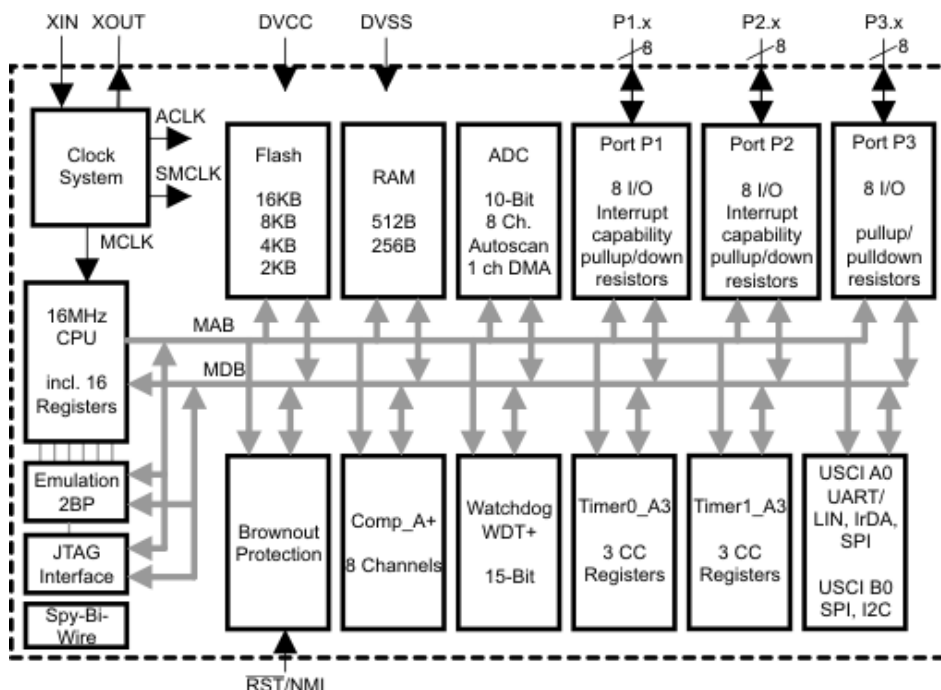 XIN
XOUT
DVCC
DVSS
P1.x
P2.x
P3.x
8
8
8
Clock
System
ACLK
SMCLK
MCLK
Flash
16KB
8KB
4KB
2KB
RAM
512B
256B
ADC
10-Bit
8 Ch.
Autoscan
1 ch DMA
Port P1
8 I/O
Interrupt
capability
pullup/down
resistors
Port P2
8 I/O
Interrupt
capability
pullup/down
resistors
Port P3
8 I/O
pullup/
pulldown
resistors
16MHz
CPU
incl. 16
Registers
MAB
MDB
Emulation
2BP
JTAG
Interface
Spy-Bi-
Wire
Brownout
Protection
Comp_A+
8 Channels
Watchdog
WDT+
15-Bit
Timer0_A3
3 CC
Registers
Timer1_A3
3 CC
Registers
USCI A0
UART/
LIN, IrDA,
SPI
USCI B0
SPI, I2C
RST/NMI